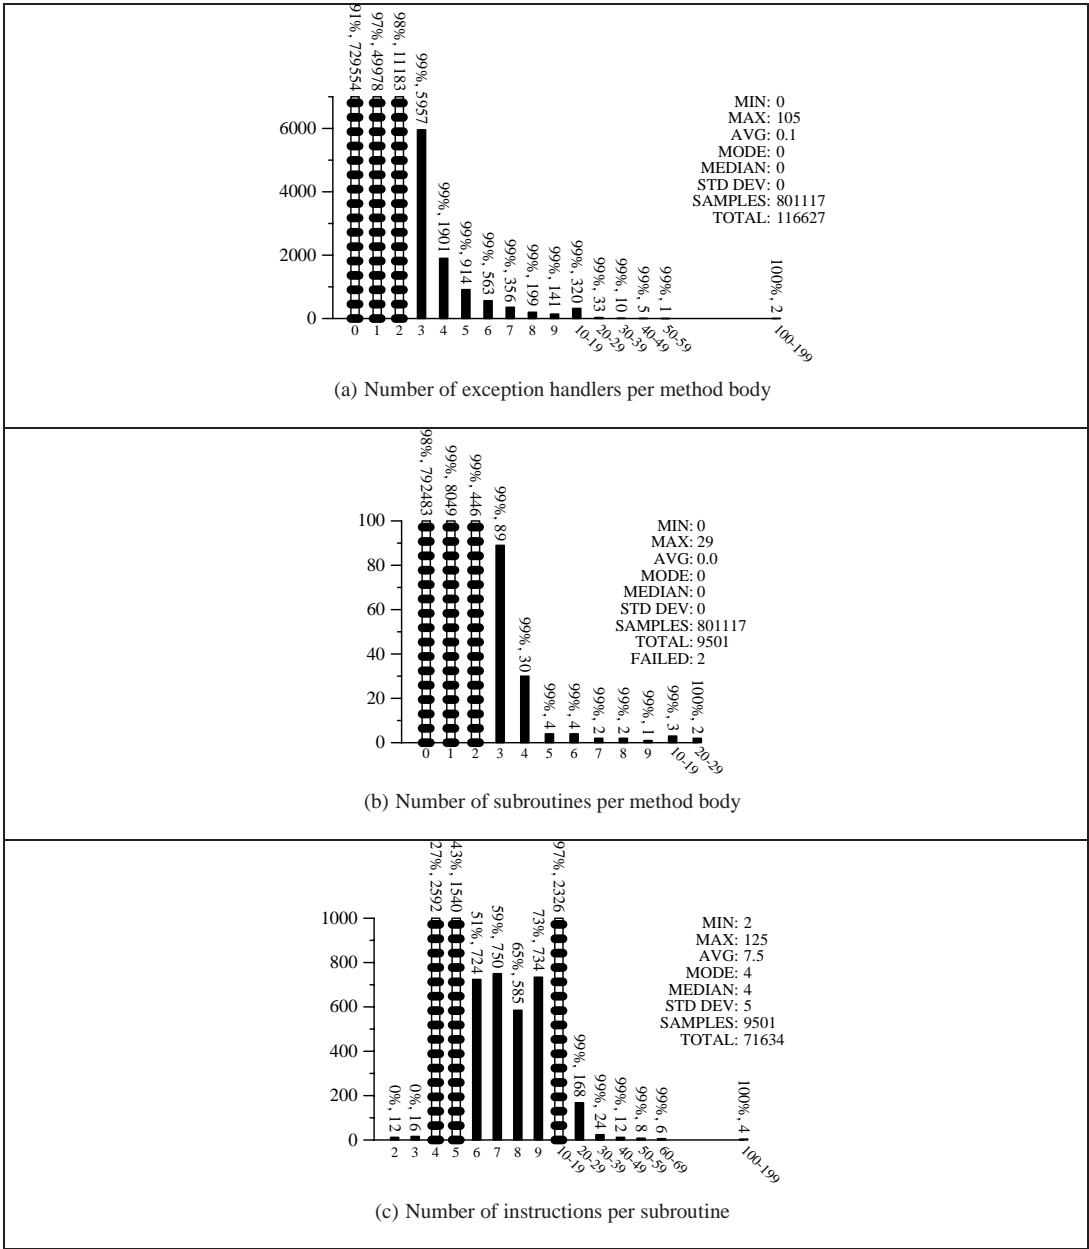 91%, 729554
97%, 49978
98%, 11183
99%, 5957
99%, 1901
99%, 914
99%, 563
99%, 356
99%, 199
99%, 141
99%, 320
99%, 33
99%, 10
99%, 5
99%, 1
100%, 2
6000
4000
2000
0
0 1 2 3 4 5 6 7 8 9 10-19 20-29 30-39 40-49 50-59 100-199
MIN: 0
MAX: 105
AVG: 0.1
MODE: 0
MEDIAN: 0
STD DEV: 0
SAMPLES: 801117
TOTAL: 116627
(a) Number of exception handlers per method body
98%, 792483
99%, 8049
99%, 446
99%, 89
99%, 30
99%, 4
99%, 4
99%, 2
99%, 2
99%, 1
99%, 3
100%, 2
100
80
60
40
20
0
0 1 2 3 4 5 6 7 8 9 10-19 20-29
MIN: 0
MAX: 29
AVG: 0.0
MODE: 0
MEDIAN: 0
STD DEV: 0
SAMPLES: 801117
TOTAL: 9501
FAILED: 2
(b) Number of subroutines per method body
0%, 12
0%, 16
27%, 2592
43%, 1540
51%, 724
59%, 750
65%, 585
73%, 734
97%, 2326
99%, 168
99%, 24
99%, 12
99%, 8
99%, 6
100%, 4
1000
800
600
400
200
0
2 3 4 5 6 7 8 9 10-19 20-29 30-39 40-49 50-59 60-69 100-199
MIN: 2
MAX: 125
AVG: 7.5
MODE: 4
MEDIAN: 4
STD DEV: 5
SAMPLES: 9501
TOTAL: 71634
(c) Number of instructions per subroutine